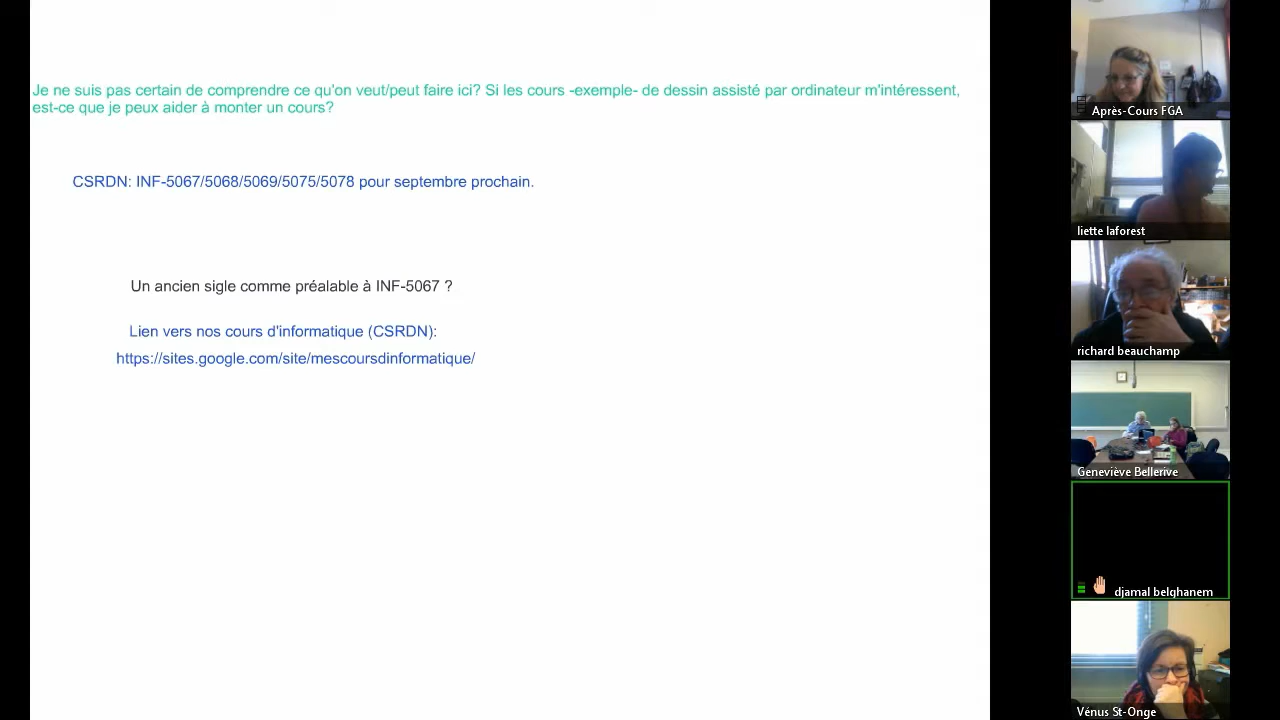 Je ne suis pas certain de comprendre ce qu'on veut/peut faire ici? Si les cours -exemple- de dessin assisté par ordinateur m'intéressent,
est-ce que je peux aider à monter un cours?
CSRDN: INF-5067/5068/5069/5075/5078 pour septembre prochain.
Un ancien sigle comme préalable à INF-5067 ?
Lien vers nos cours d'informatique (CSRDN):
https://sites.google.com/site/mescoursdinformatique/
Après-Cours FGA
liette laforest
richard beauchamp
Geneviève Bellerive
djamal belghanem
Vénus St-Onge